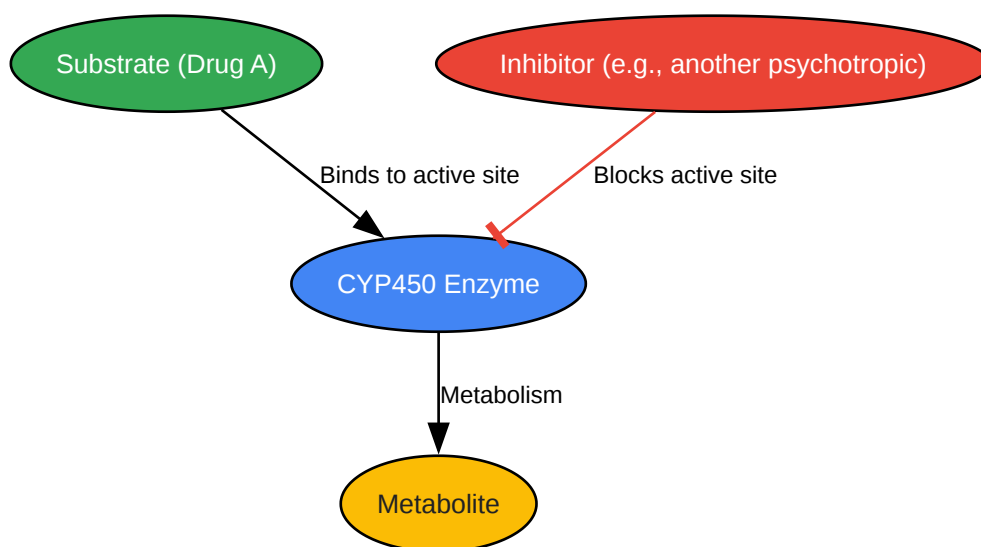 Substrate (Drug A)
Inhibitor (e.g., another psychotropic)
Binds to active site
Blocks active site
CYP450 Enzyme
Metabolism
Metabolite